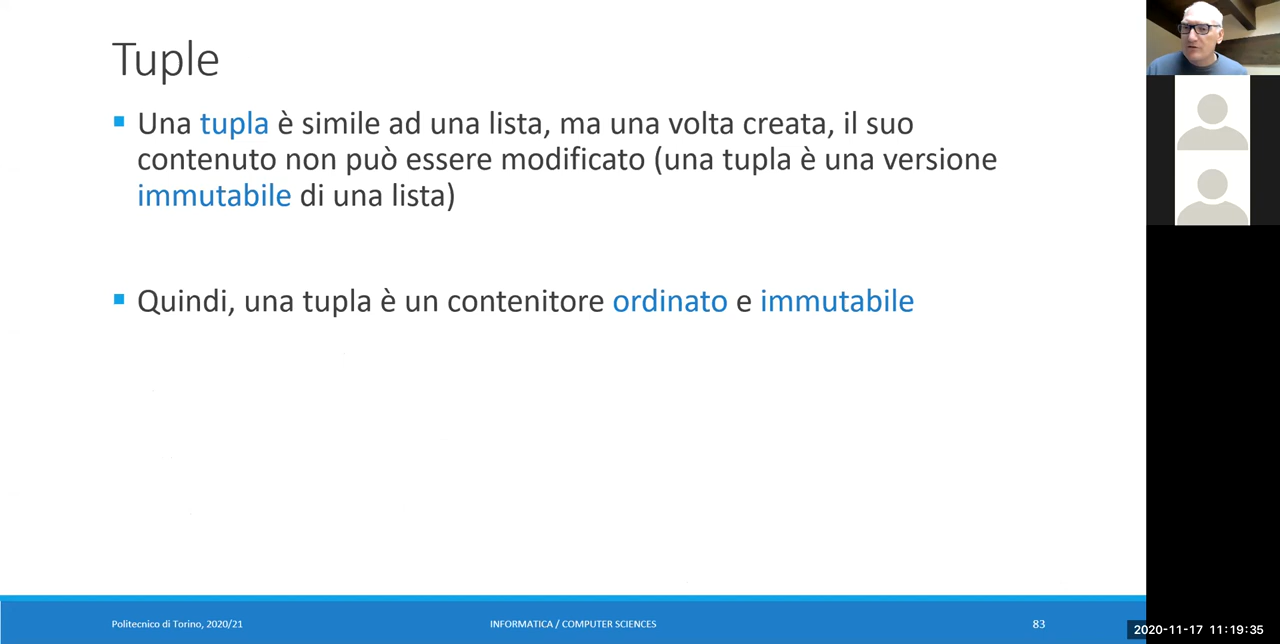 Tuple
Una tupla è simile ad una lista, ma una volta creata, il suo
contenuto non può essere modificato (una tupla è una versione
immutabile di una lista)
Quindi, una tupla è un contenitore ordinato e immutabile
Politecnico di Torino, 2020/21
INFORMATICA / COMPUTER SCIENCES
83
2020-11-17 11:19:35